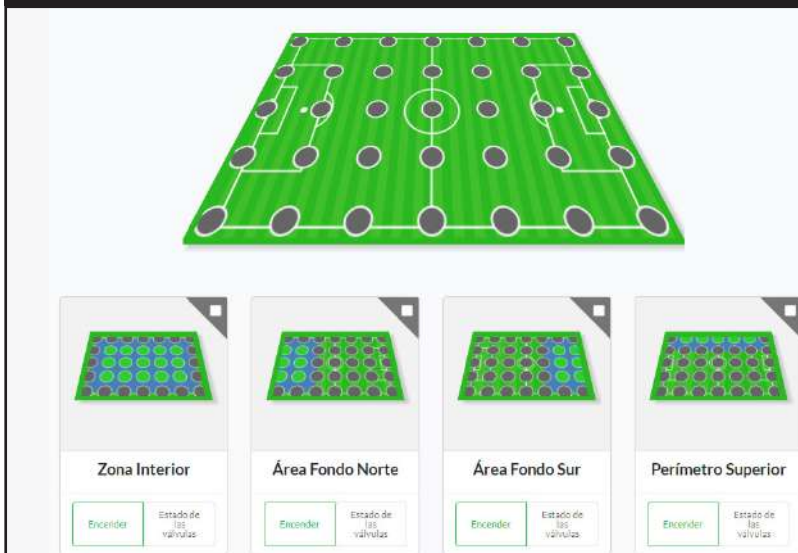 Zona Interior
Área Fondo Norte
Área Fondo Sur
Perímetro Superior
Encender
Estado de
las
válvulas
Encender
Estado de
las
válvulas
Encender
Estado de
las
válvulas
Encender
Estado de
las
válvulas